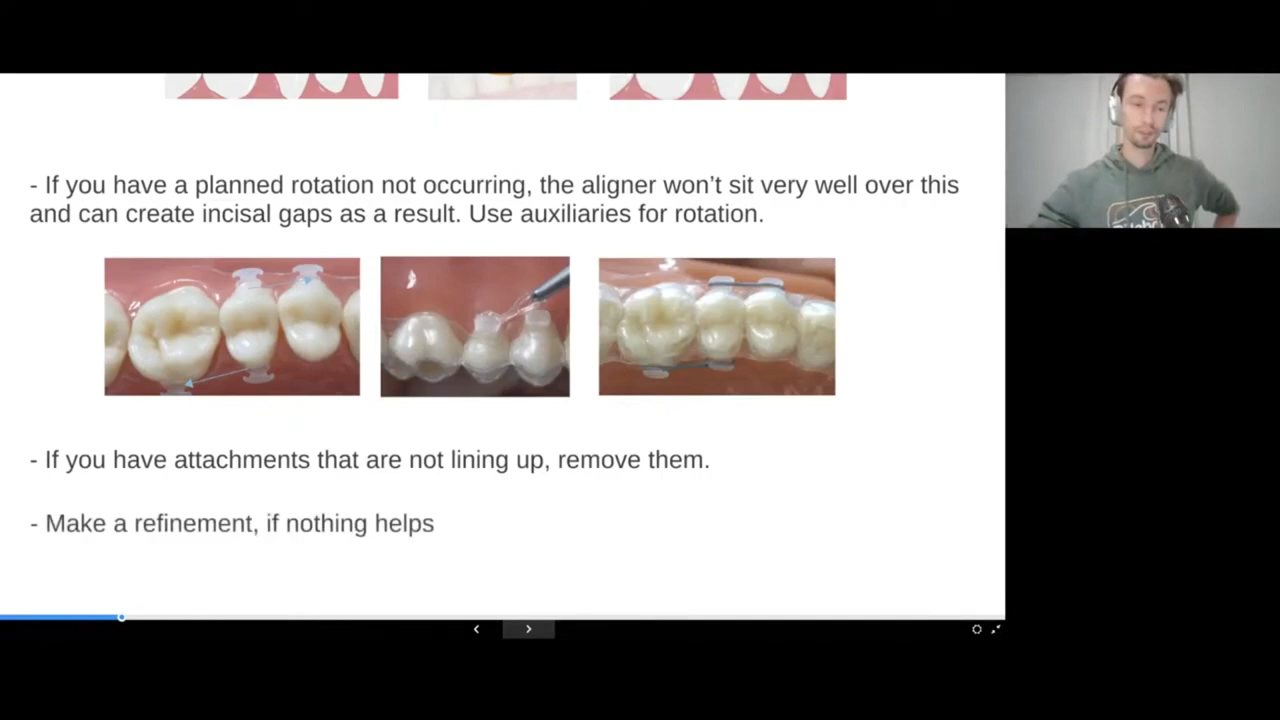 - If you have a planned rotation not occurring, the aligner won’t sit very well over this
and can create incisal gaps as a result. Use auxiliaries for rotation.
- If you have attachments that are not lining up, remove them.
- Make a refinement, if nothing helps